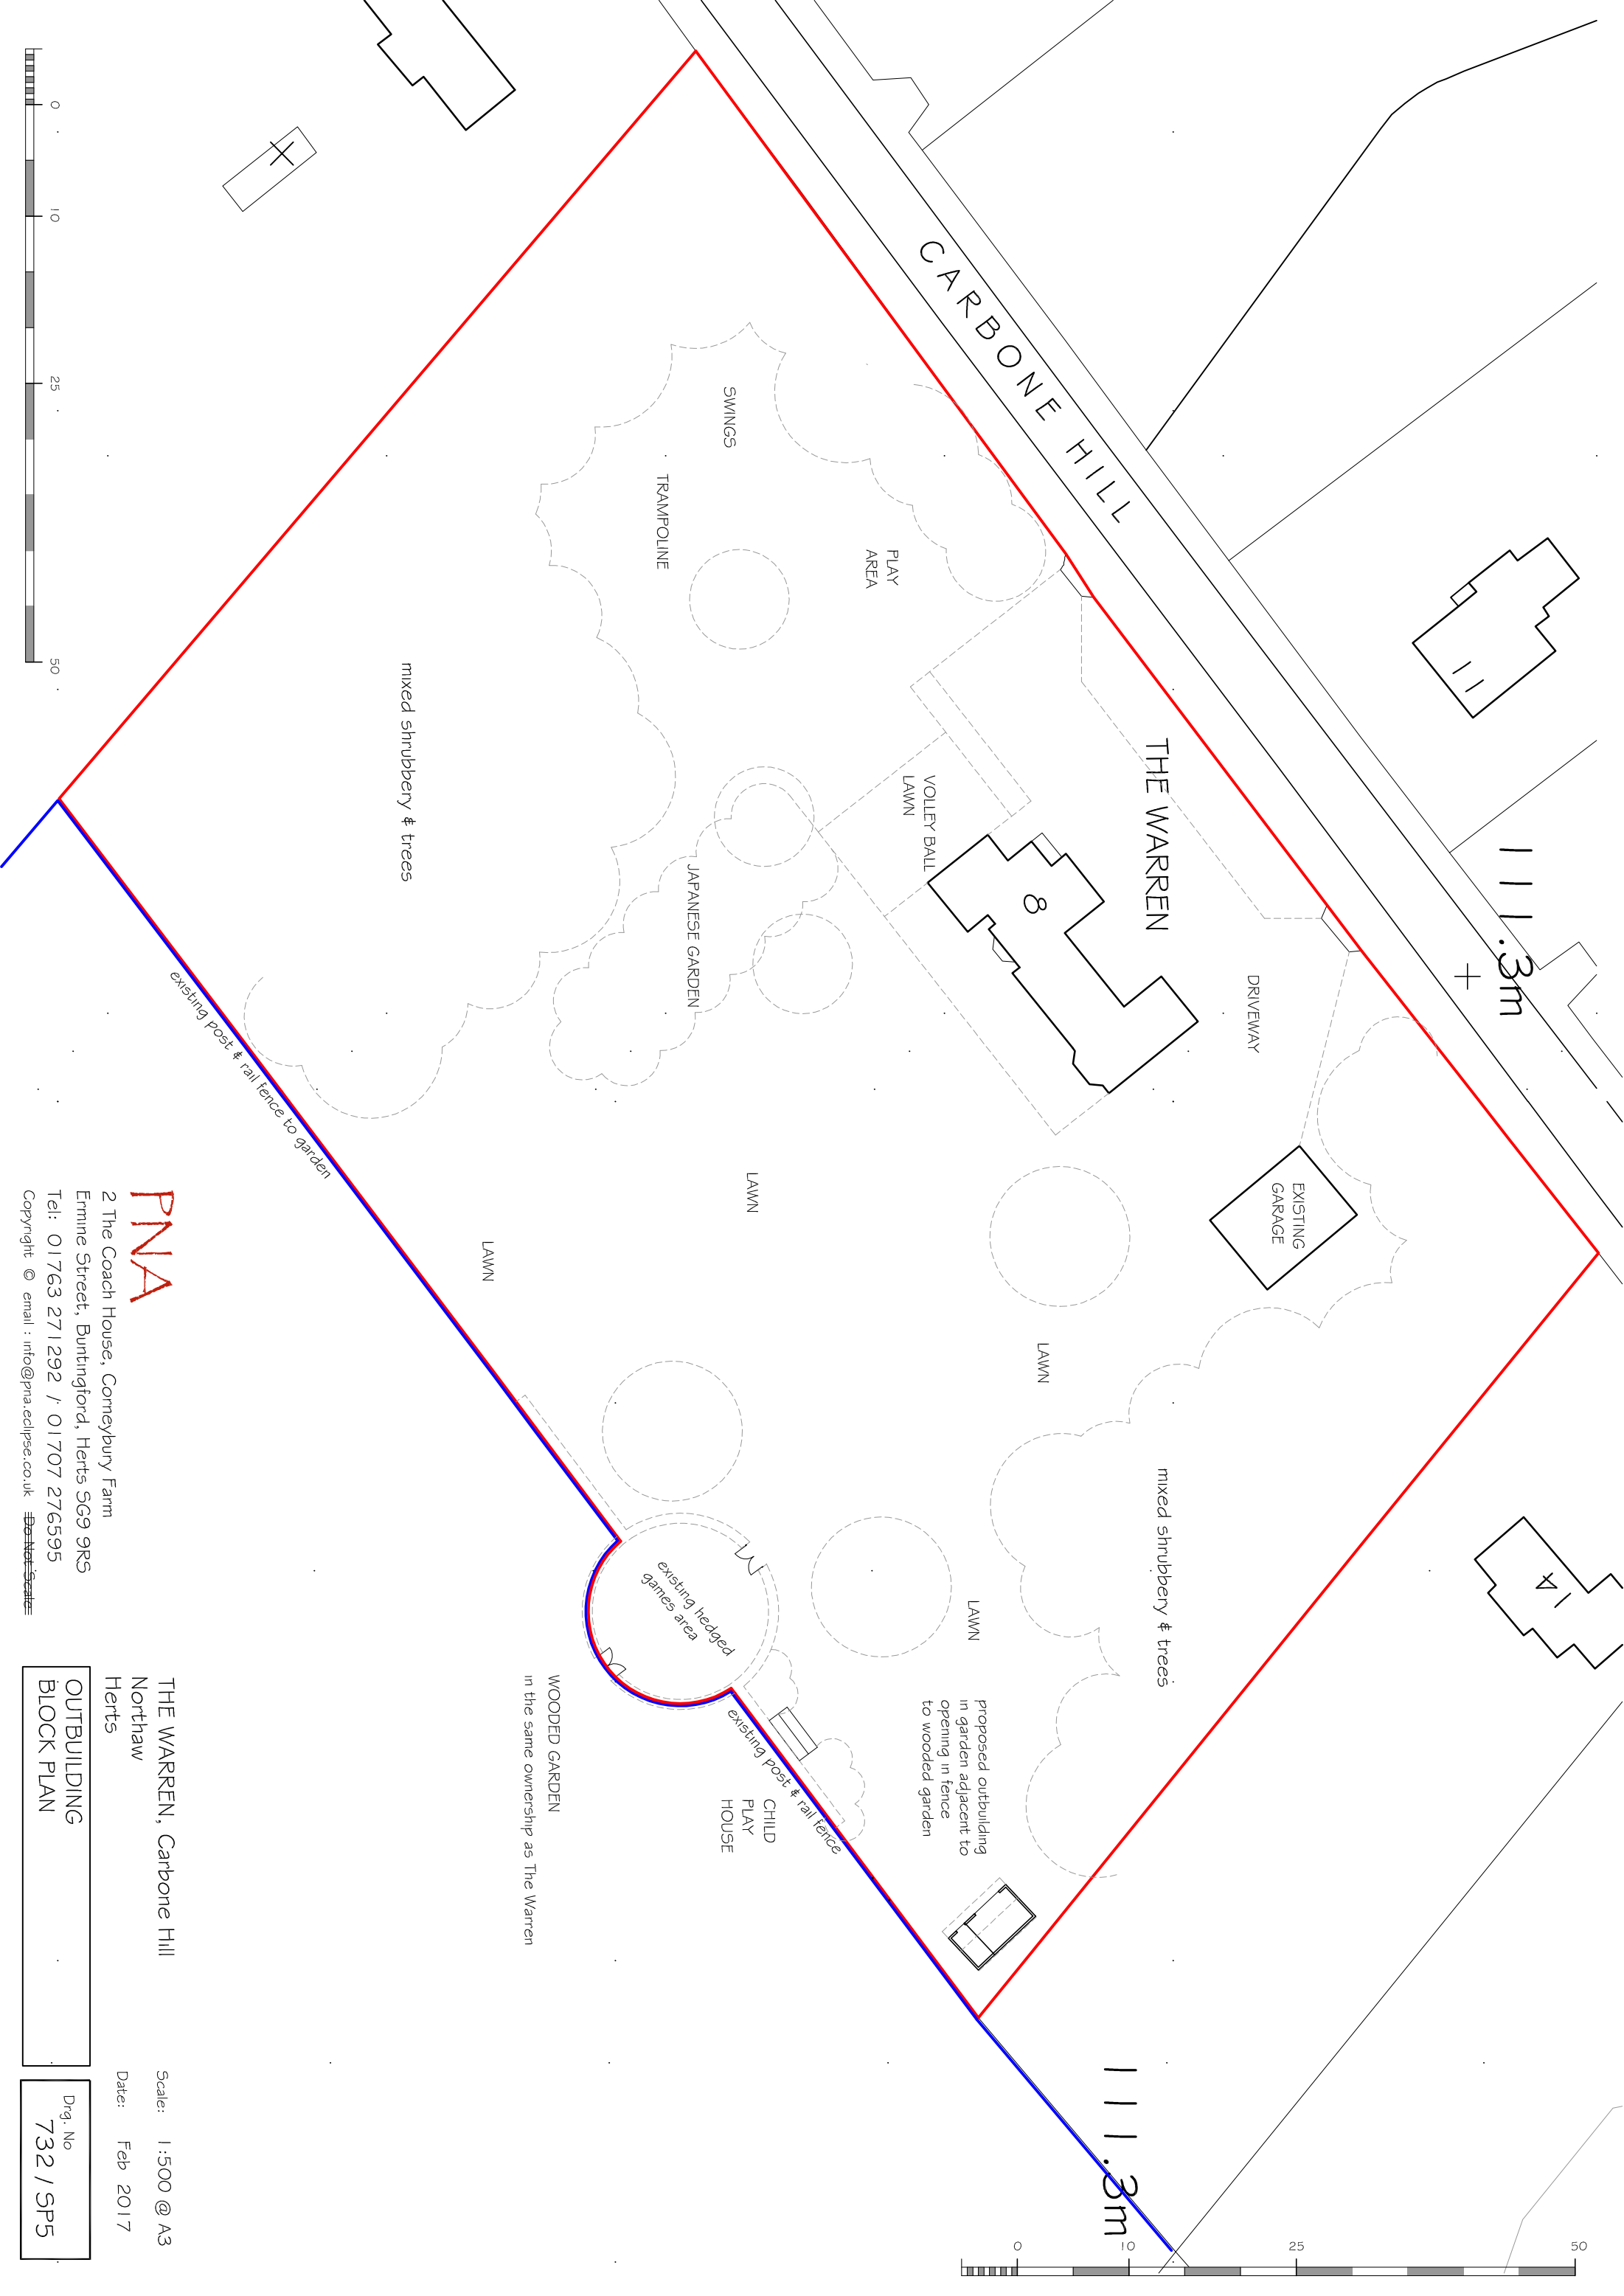 CARBONE HILL
11
111.3m
THE WARREN
8
SWINGS
TRAMPOLINE
PLAY
AREA
VOLLEY BALL
LAWN
DRIVEWAY
JAPANESE GARDEN
mixed shrubbery & trees
EXISTING
GARAGE
LAWN
LAWN
LAWN
LAWN
mixed shrubbery & trees
14
existing post & rail fence to garden
existing hedged
games area
existing post & rail fence
proposed outbuilding
in garden adjacent to
opening in fence
to wooded garden
CHILD
PLAY
HOUSE
WOODED GARDEN
in the same ownership as The Warren
111.3m
0
10
25
50
0
10
25
50
PNA
2 The Coach House, Corneybury Farm
Ermine Street, Buntingford, Herts SG9 9RS
Tel: 01763 271292 / 01707 276595
Copyright © email : info@pna.eclipse.co.uk Do Not Scale
THE WARREN, Carbone Hill
Northaw
Herts
OUTBUILDING
BLOCK PLAN
Scale: 1:500 @ A3
Date: Feb 2017
Drg. No
732 / SP5